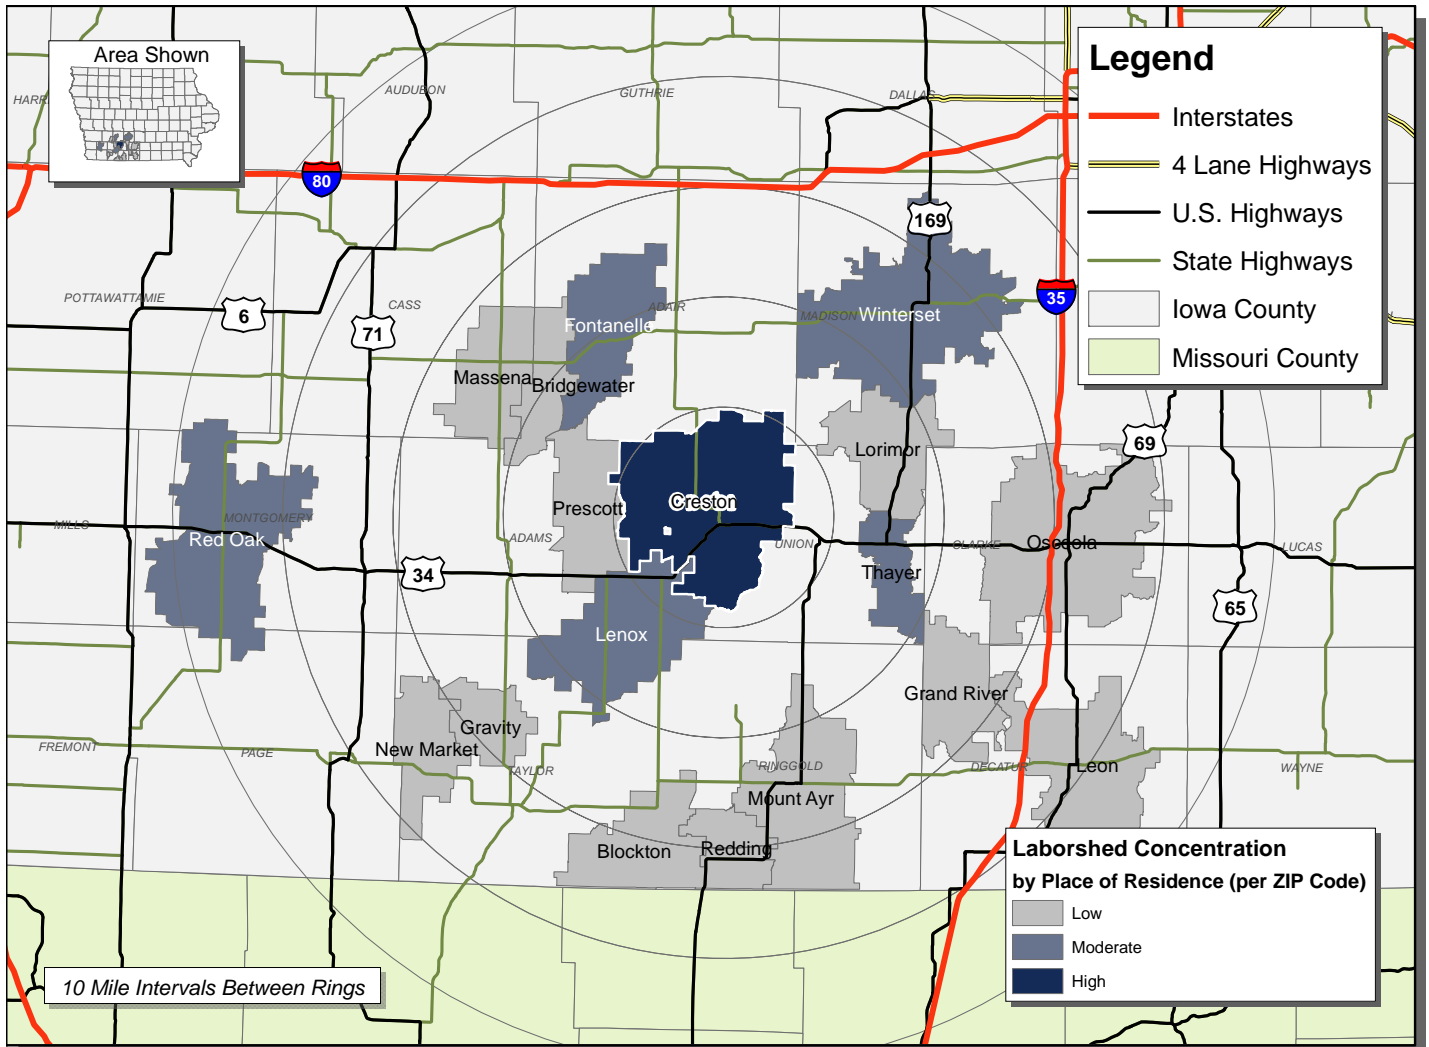 Area Shown
Legend
Interstates
4 Lane Highways
U.S. Highways
State Highways
Iowa County
Missouri County
AUDUBON
GUTHRIE
DALLAS
80
169
35
POTTAWATTAMIE
CASS
ADAIR
MADISON
6
71
Fontanelle
Winterset
Massena
Bridgewater
69
Lorimor
Creston
Prescott
MONTGOMERY
MILLS
Red Oak
ADAMS
UNION
CLARKE
Osceola
LUCAS
34
Thayer
65
Lenox
Grand River
Gravity
New Market
FREMONT
PAGE
TAYLOR
RINGGOLD
DECATUR
Leon
WAYNE
Mount Ayr
Blockton
Redding
Laborshed Concentration
by Place of Residence (per ZIP Code)
Low
Moderate
High
10 Mile Intervals Between Rings